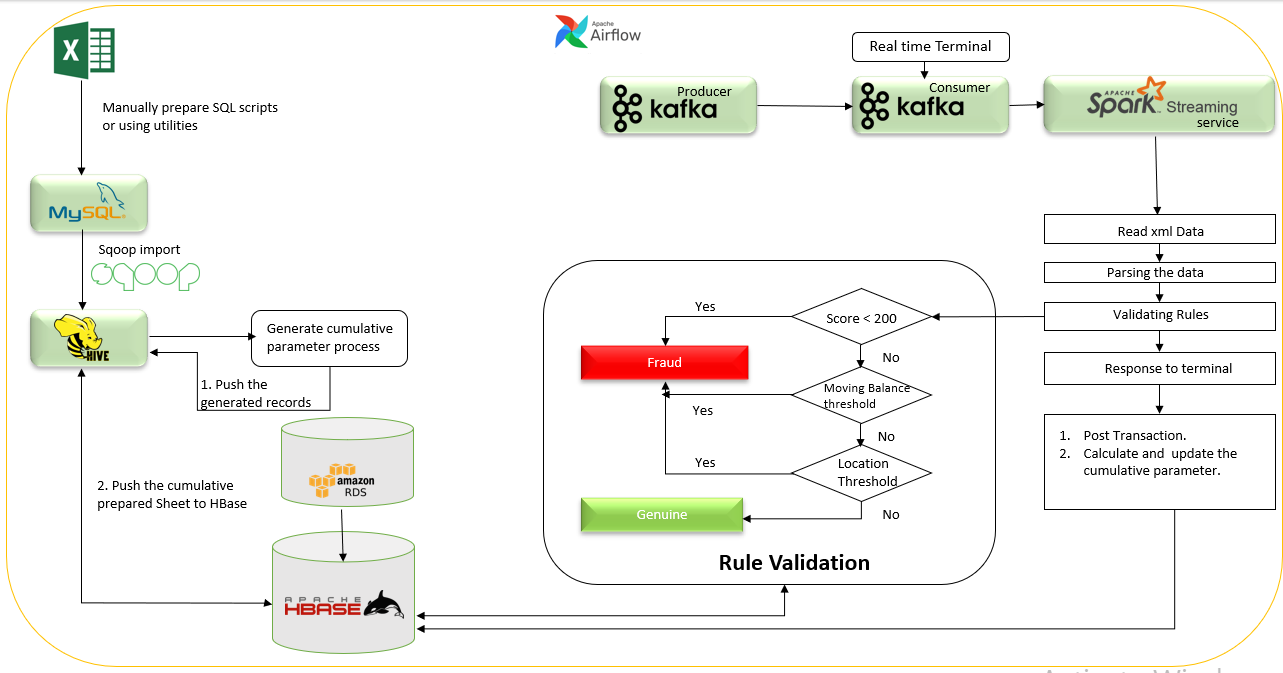 APACHE
Airflow
Real time Terminal
X
Producer
kafka
Consumer
kafka
APACHE
Spark Streaming
service
Manually prepare SQL scripts
or using utilities
MySQL
Sqoop import
sqoop
HIVE
Generate cumulative
parameter process
1. Push the
generated records
amazon
RDS
2. Push the cumulative
prepared Sheet to HBase
APACHE
HBASE
Read xml Data
Parsing the data
Validating Rules
Response to terminal
1. Post Transaction.
2. Calculate and update the
cumulative parameter.
Score < 200
Yes
No
Fraud
Moving Balance
threshold
Yes
No
Location
Threshold
Yes
No
Genuine
Rule Validation